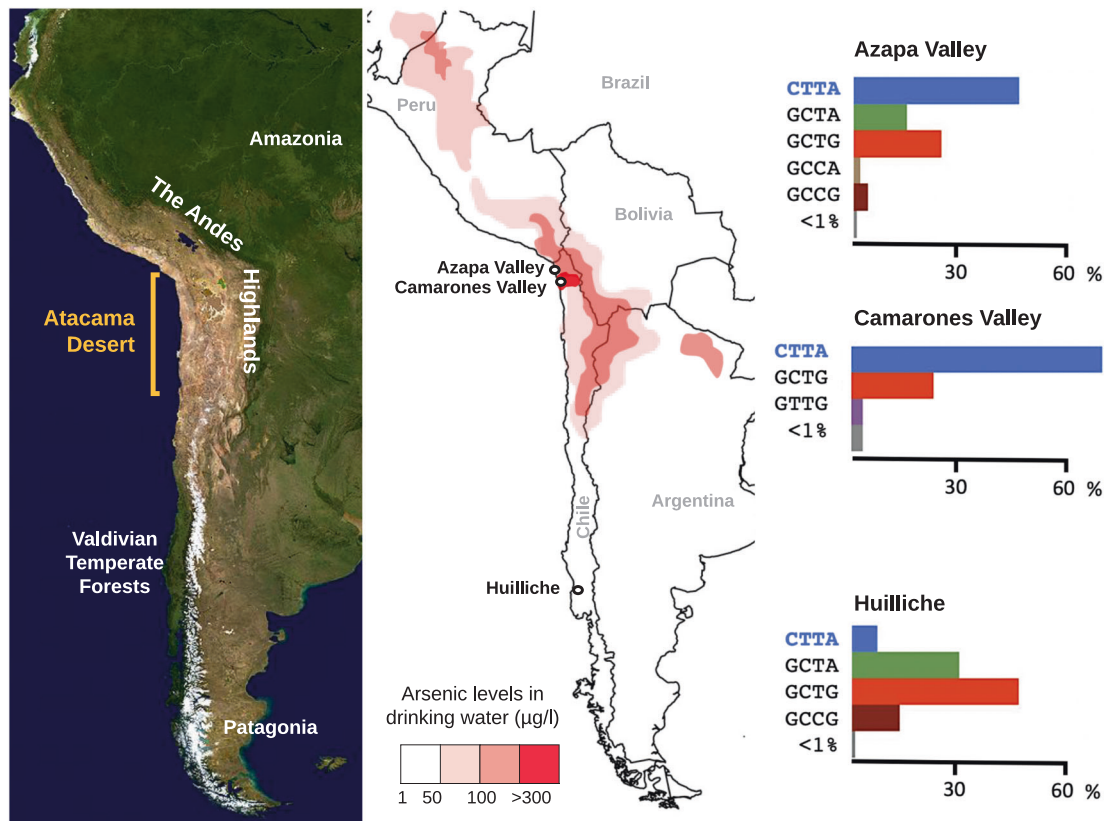 Amazonia
The Andes
Highlands
Atacama
Desert
Valdivian
Temperate
Forests
Patagonia
Brazil
Peru
Bolivia
Azapa Valley
Camarones Valley
Argentina
Chile
Huilliche
Arsenic levels in
drinking water (µg/l)
1 50 100 >300
Azapa Valley
CTTA
GCTA
GCTG
GCCA
GCCG
<1%
30 60 %
Camarones Valley
CTTA
GCTG
GTTG
<1%
30 60 %
Huilliche
CTTA
GCTA
GCTG
GCCG
<1%
30 60 %